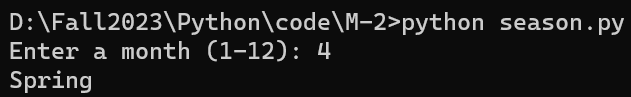 D:\Fall2023\Python\code\M-2>python season.py
Enter a month (1-12): 4
Spring